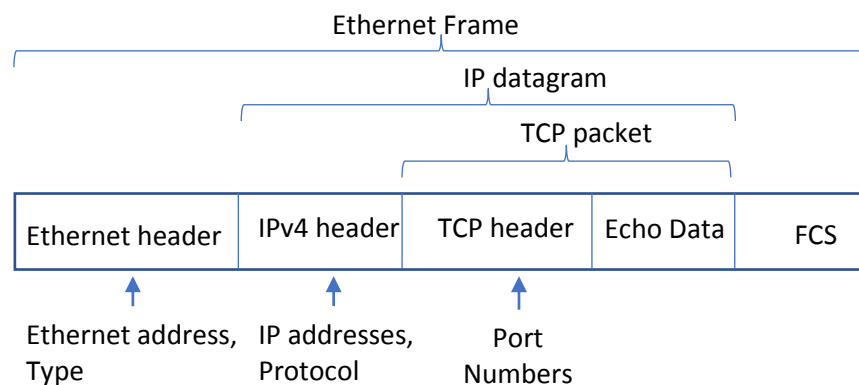 Ethernet Frame
IP datagram
TCP packet
Ethernet header
IPv4 header
TCP header
Echo Data
FCS
Ethernet address,
Type
IP addresses,
Protocol
Port
Numbers